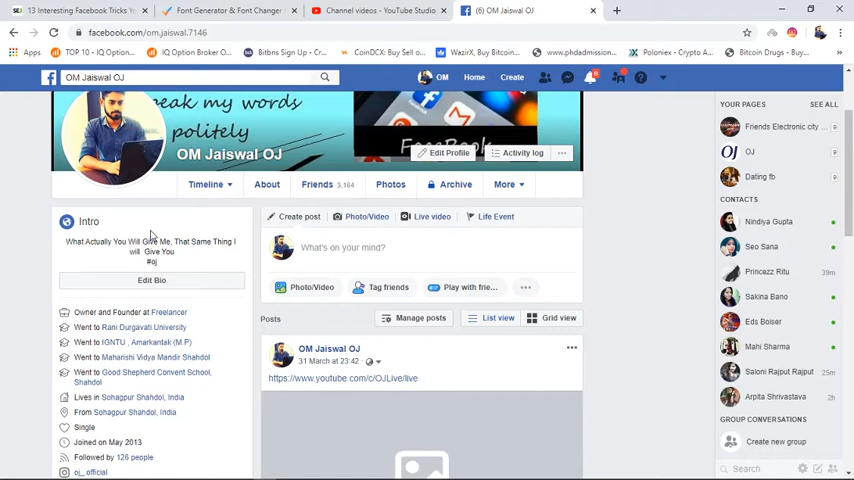 13 Interesting Facebook Tricks Yo
Font Generator & Font Changer
Channel videos - YouTube Studio
(6) OM Jaiswal OJ
facebook.com/om.jaiswal.7146
Apps
TOP 10 – IQ Option...
IQ Option Broker O...
Bitbns Sign Up - Cr...
CoinDCX: Buy Sell o...
WazirX, Buy Bitcoin...
www.phdadmission...
Poloniex - Crypto A...
Bitcoin Drugs - Buy...
OM Jaiswal OJ
OM
Home
Create
8
speak my words
politely
FaceBook
OM Jaiswal OJ
Edit Profile
Activity log
Timeline
About
Friends 3,164
Photos
Archive
More
Intro
What Actually You Will Give Me, That Same Thing I
will Give You
#oj
Edit Bio
Owner and Founder at Freelancer
Went to Rani Durgavati University
Went to IGNTU , Amarkantak (M.P)
Went to Maharishi Vidya Mandir Shahdol
Went to Good Shepherd Convent School,
Shahdol
Lives in Sohagpur Shahdol, India
From Sohagpur Shahdol, India
Single
Joined on May 2013
Followed by 126 people
oj_ official
Create post
Photo/Video
Live video
Life Event
What's on your mind?
Photo/Video
Tag friends
Play with frie...
Posts
Manage posts
List view
Grid view
OM Jaiswal OJ
31 March at 23:42
https://www.youtube.com/c/OJLive/live
YOUR PAGES
SEE ALL
Friends Electronic city ...
OJ
Dating fb
CONTACTS
Nindiya Gupta
Seo Sana
Princezz Ritu
39m
Sakina Bano
Eds Boiser
Mahi Sharma
Saloni Rajput Rajput
25m
Arpita Shrivastava
2h
GROUP CONVERSATIONS
Create new group
Search